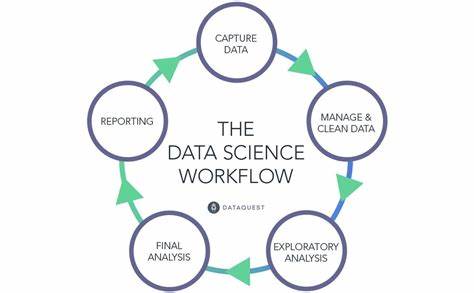 CAPTURE
DATA
MANAGE &
CLEAN DATA
REPORTING
THE
DATA SCIENCE
WORKFLOW
DATAQUEST
FINAL
ANALYSIS
EXPLORATORY
ANALYSIS